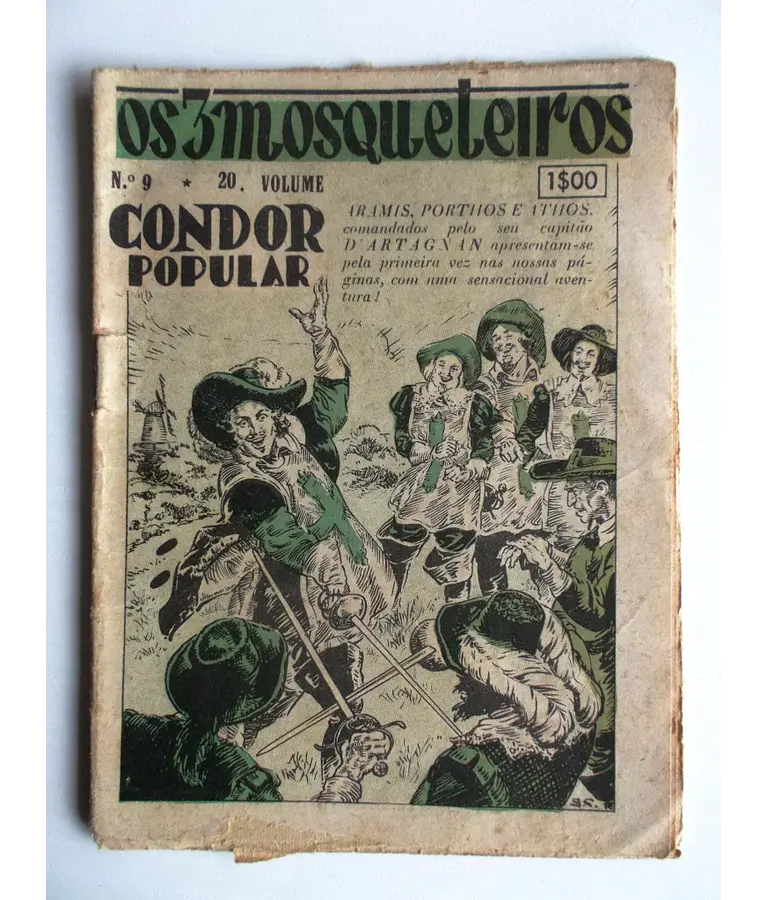 os 3 mosqueteiros
N.º 9 ★ 20. VOLUME
1$00
CONDOR
POPULAR
ARAMIS, PORTHOS E ATHOS.
comandados pelo seu capitão
D'ARTAGNAN apresentam-se
pela primeira vez nas nossas pá-
ginas, com uma sensacional aven-
tura!